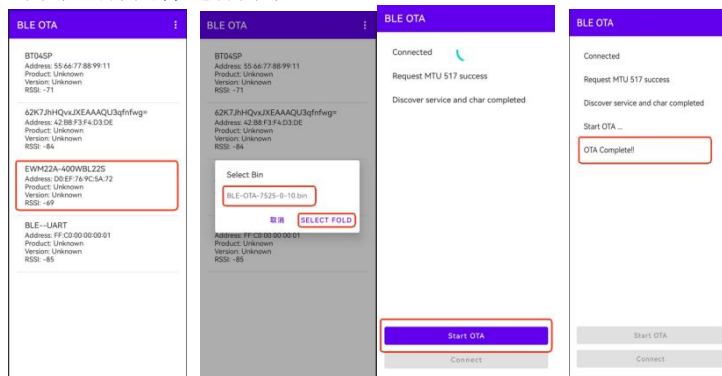 BLE OTA
BT04SP
Address: 55:66:77:88:99:11
Product: Unknown
Version: Unknown
RSSI: -71
62K7JhHQvxJXEAAAQU3qfnfwg=
Address: 42:B8:F3:F4:D3:DE
Product: Unknown
Version: Unknown
RSSI: -84
EWM22A-400WBL22S
Address: D0:EF:76:9C:5A:72
Product: Unknown
Version: Unknown
RSSI: -69
BLE--UART
Address: FF:C0:00:00:00:01
Product: Unknown
Version: Unknown
RSSI: -85
BLE OTA
BT04SP
Address: 55:66:77:88:99:11
Product: Unknown
Version: Unknown
RSSI: -71
62K7JhHQvxJXEAAAQU3qfnfwg=
Address: 42:B8:F3:F4:D3:DE
Product: Unknown
Version: Unknown
RSSI: -84
Select Bin
BLE-OTA-7525-0-10.bin
取消 SELECT FOLD
Address: FF:C0:00:00:00:01
Product: Unknown
Version: Unknown
RSSI: -85
BLE OTA
Connected
Request MTU 517 success
Discover service and char completed
Start OTA
Connect
BLE OTA
Connected
Request MTU 517 success
Discover service and char completed
Start OTA ...
OTA Complete!!
Start OTA
Connect